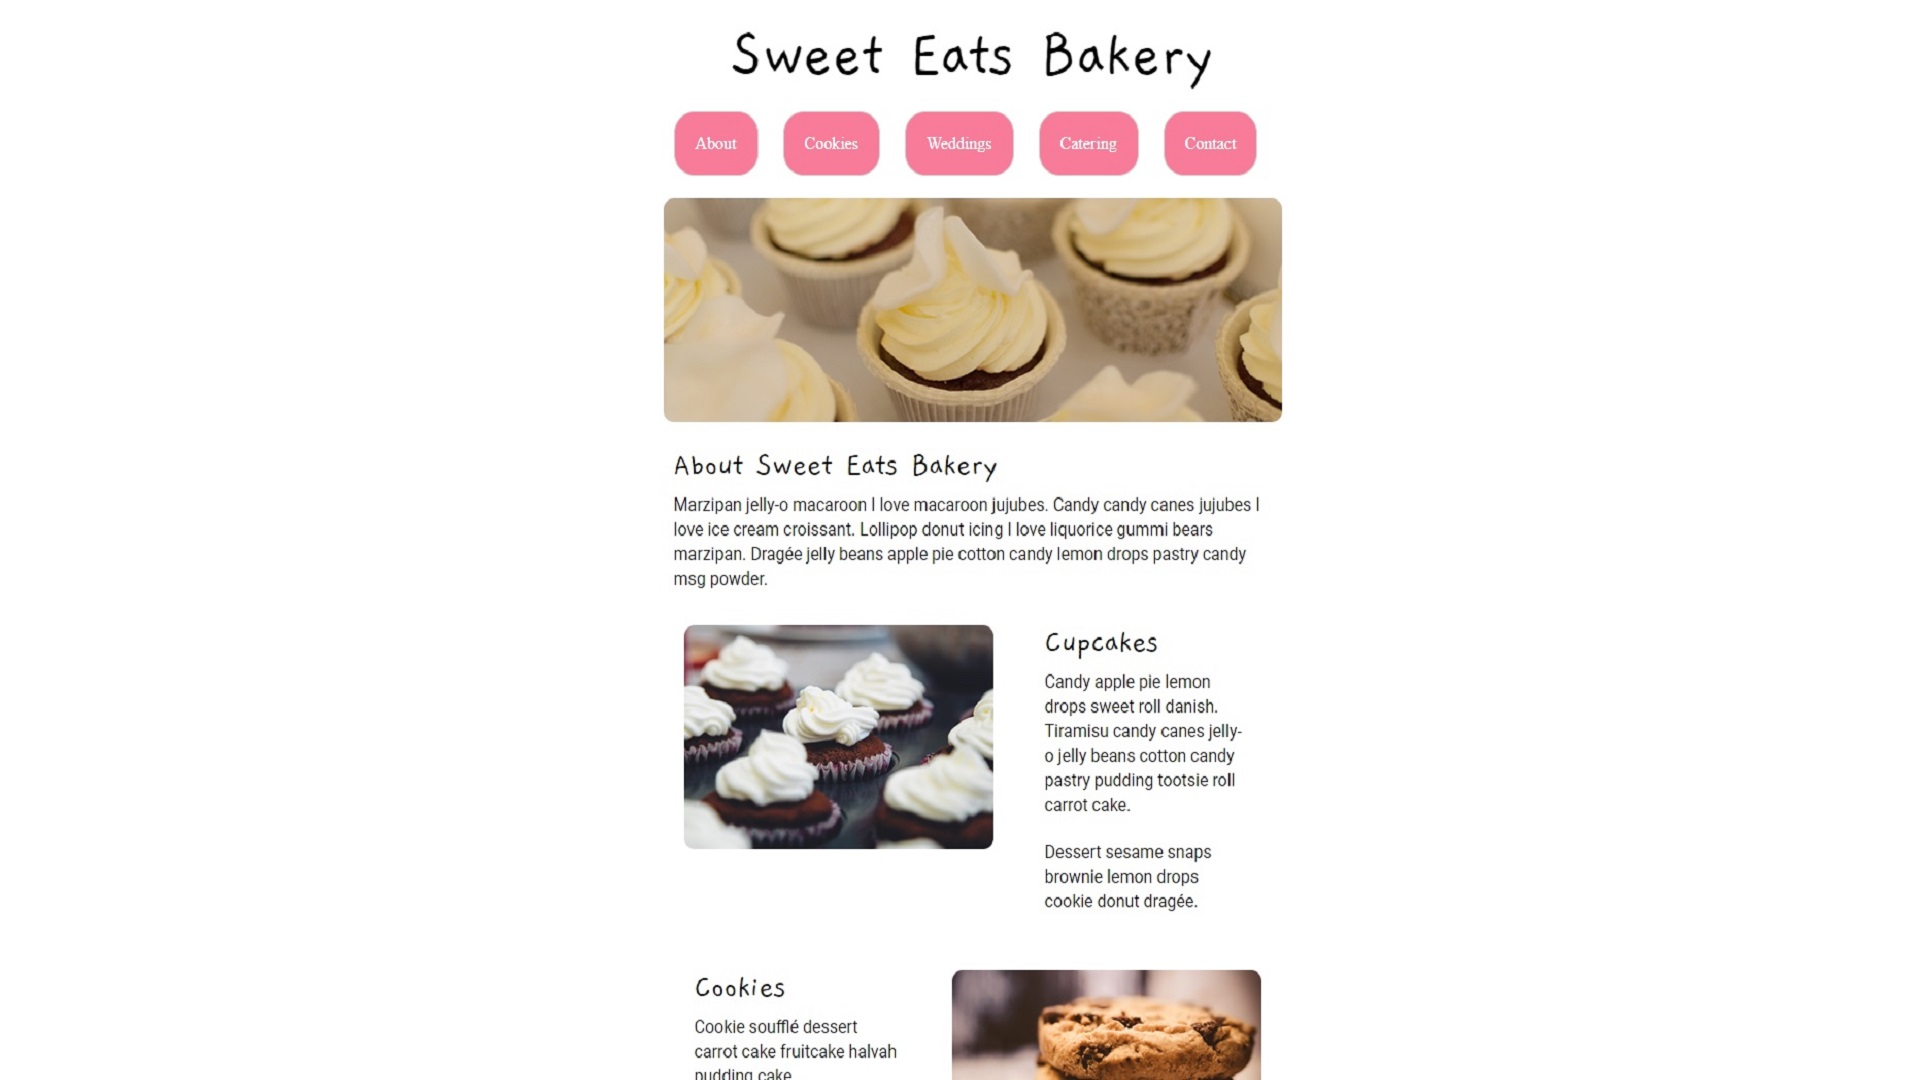 Sweet Eats Bakery
About
Cookies
Weddings
Catering
Contact
About Sweet Eats Bakery
Marzipan jelly-o macaroon I love macaroon jujubes. Candy candy canes jujubes I
love ice cream croissant. Lollipop donut icing I love liquorice gummi bears
marzipan. Dragée jelly beans apple pie cotton candy lemon drops pastry candy
msg powder.
Cupcakes
Candy apple pie lemon
drops sweet roll danish.
Tiramisu candy canes jelly-
o jelly beans cotton candy
pastry pudding tootsie roll
carrot cake.
Dessert sesame snaps
brownie lemon drops
cookie donut dragée.
Cookies
Cookie soufflé dessert
carrot cake fruitcake halvah
pudding cake